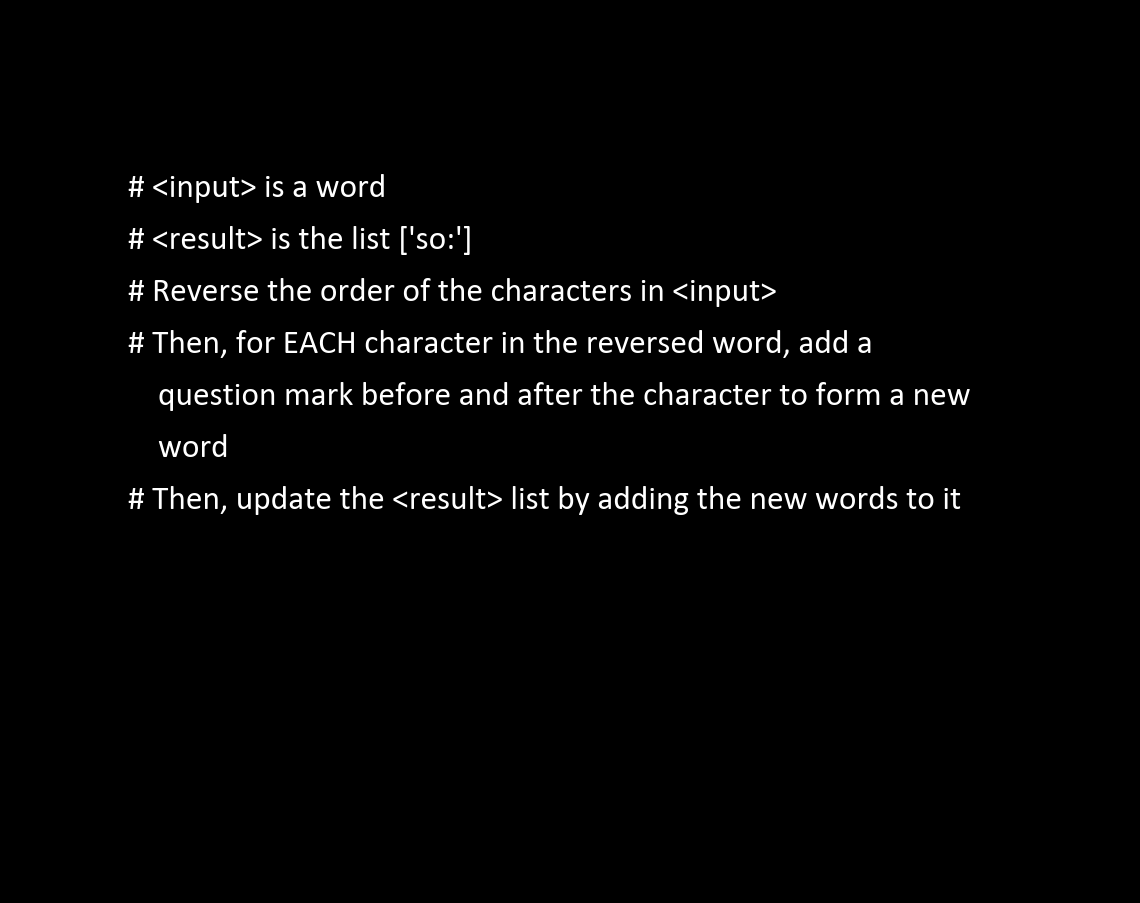 # <input> is a word
# <result> is the list ['so:']
# Reverse the order of the characters in <input>
# Then, for EACH character in the reversed word, add a
question mark before and after the character to form a new
word
# Then, update the <result> list by adding the new words to it